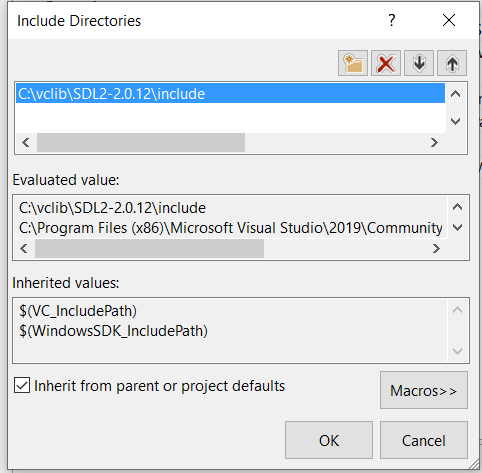 Include Directories
C:\vclib\SDL2-2.0.12\include
Evaluated value:
C:\vclib\SDL2-2.0.12\include
C:\Program Files (x86)\Microsoft Visual Studio\2019\Community
Inherited values:
$(VC_IncludePath)
$(WindowsSDK_IncludePath)
Inherit from parent or project defaults
Macros>>
OK
Cancel